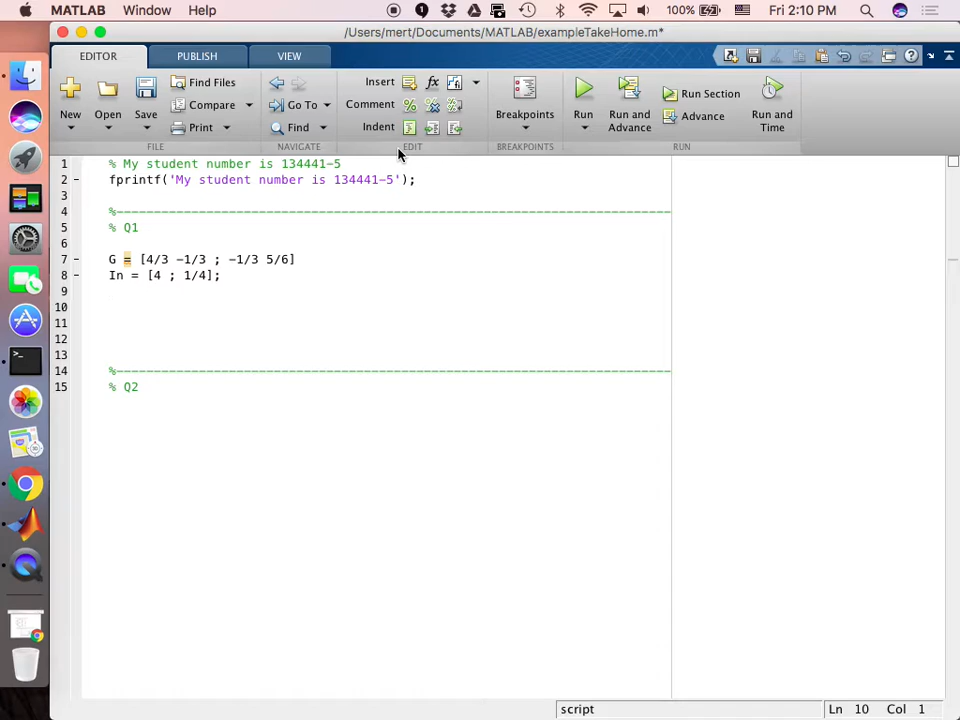 MATLAB Window Help 100% Fri 2:10 PM
/Users/mert/Documents/MATLAB/exampleTakeHome.m*
EDITOR PUBLISH VIEW
New Open Save Find Files Compare Print
Go To Find
Insert fx
Comment
Indent
Breakpoints
Run Run and Advance Run Section Advance Run and Time
FILE NAVIGATE EDIT BREAKPOINTS RUN
1 % My student number is 134441-5
2 fprintf('My student number is 134441-5');
3
4 %--------------------------------------------------------------------------
5 % Q1
6
7 G = [4/3 -1/3 ; -1/3 5/6]
8 In = [4 ; 1/4];
9
10
11
12
13
14 %--------------------------------------------------------------------------
15 % Q2
script Ln 10 Col 1